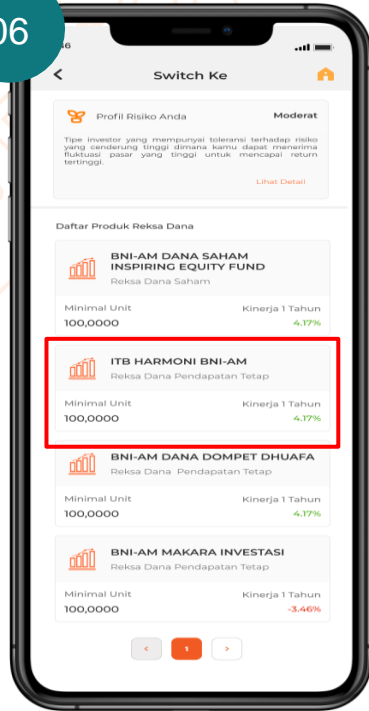 06
46
Switch Ke
Profil Risiko Anda
Moderat
Tipe investor yang mempunyai toleransi terhadap risiko
yang cenderung tinggi dimana kamu dapat menerima
fluktuasi pasar yang tinggi untuk mencapai return
tertinggi.
Lihat Detail
Daftar Produk Reksa Dana
BNI-AM DANA SAHAM
INSPIRING EQUITY FUND
Reksa Dana Saham
Minimal Unit
Kinerja 1 Tahun
100,0000
4.17%
ITB HARMONI BNI-AM
Reksa Dana Pendapatan Tetap
Minimal Unit
Kinerja 1 Tahun
100,0000
4.17%
BNI-AM DANA DOMPET DHUAFA
Reksa Dana Pendapatan Tetap
Minimal Unit
Kinerja 1 Tahun
100,0000
4.17%
BNI-AM MAKARA INVESTASI
Reksa Dana Pendapatan Tetap
Minimal Unit
Kinerja 1 Tahun
100,0000
-3.46%
< 1 >